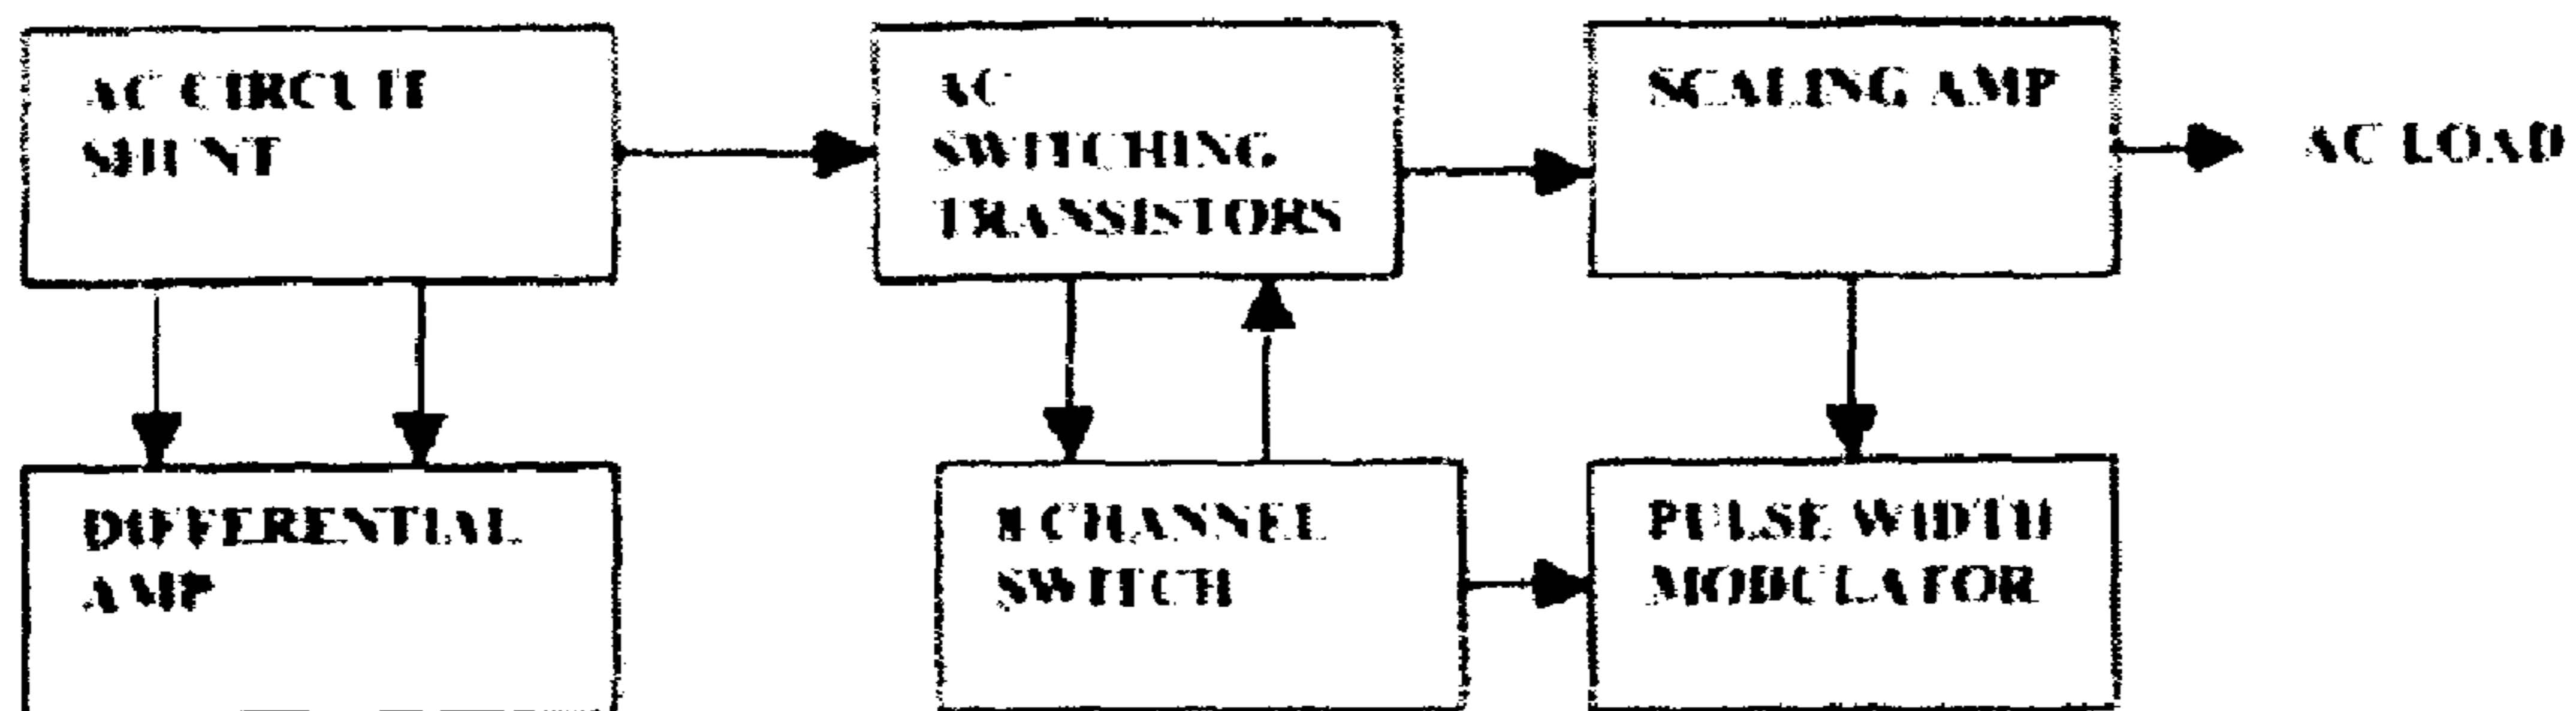 AC CIRCUIT
SHUNT
AC
SWITCHING
TRANSISTORS
SCALING AMP
AC LOAD
DIFFERENTIAL
AMP
CHANNEL
SWITCH
PULSE WIDTH
MODULATOR